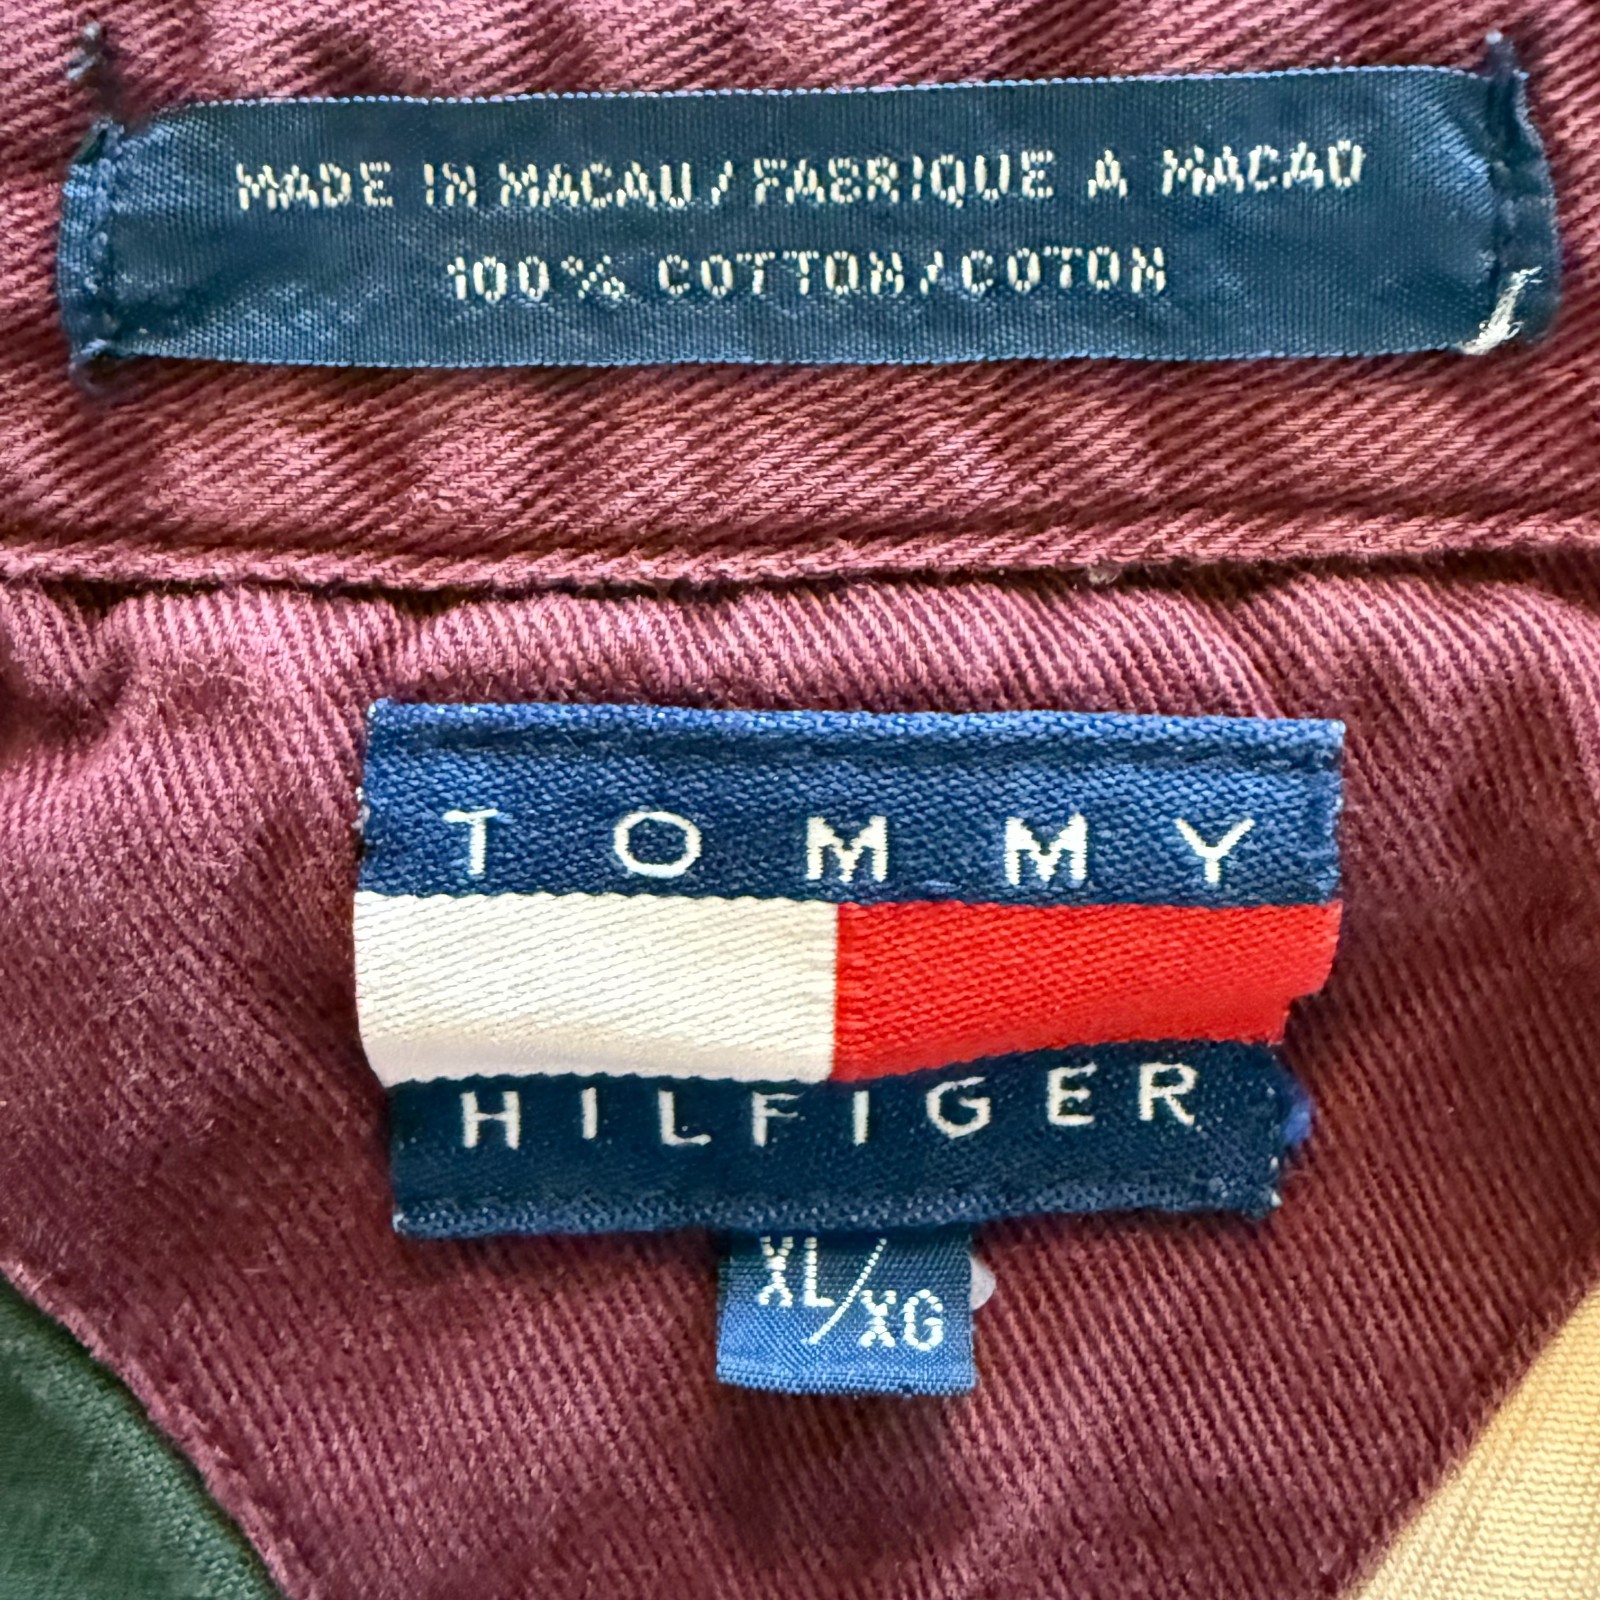 MADE IN MACAU / FABRIQUE A MACAO
100% COTTON / COTON
TOMMY
HILFIGER
XL/XG